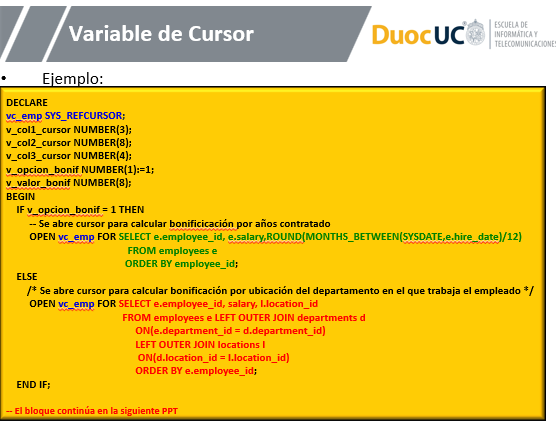 Variable de Cursor
DuocUC
ESCUELA DE
INFORMÁTICA Y
TELECOMUNICACIONES
• Ejemplo:
DECLARE
vc_emp SYS_REFCURSOR;
v_col1_cursor NUMBER(3);
v_col2_cursor NUMBER(8);
v_col3_cursor NUMBER(4);
v_opcion_bonif NUMBER(1):=1;
v_valor_bonif NUMBER(8);
BEGIN
IF v_opcion_bonif = 1 THEN
-- Se abre cursor para calcular bonificicación por años contratado
OPEN vc_emp FOR SELECT e.employee_id, e.salary,ROUND(MONTHS_BETWEEN(SYSDATE,e.hire_date)/12)
FROM employees e
ORDER BY employee_id;
ELSE
/* Se abre cursor para calcular bonificación por ubicación del departamento en el que trabaja el empleado */
OPEN vc_emp FOR SELECT e.employee_id, salary, l.location_id
FROM employees e LEFT OUTER JOIN departments d
ON(e.department_id = d.department_id)
LEFT OUTER JOIN locations l
ON(d.location_id = l.location_id)
ORDER BY e.employee_id;
END IF;
-- El bloque continúa en la siguiente PPT